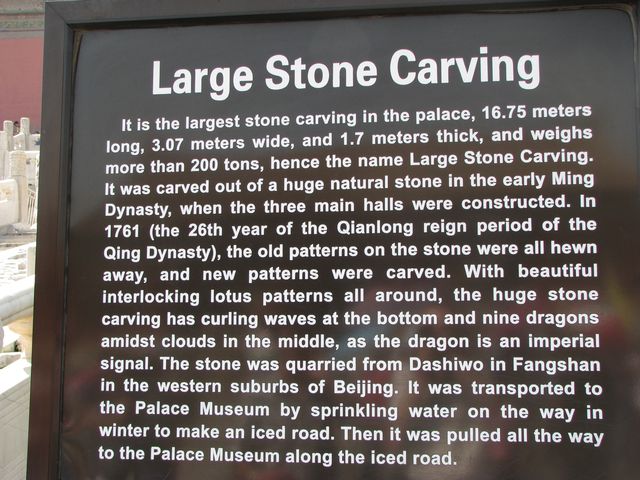 Large Stone Carving
It is the largest stone carving in the palace, 16.75 meters
long, 3.07 meters wide, and 1.7 meters thick, and weighs
more than 200 tons, hence the name Large Stone Carving.
It was carved out of a huge natural stone in the early Ming
Dynasty, when the three main halls were constructed. In
1761 (the 26th year of the Qianlong reign period of the
Qing Dynasty), the old patterns on the stone were all hewn
away, and new patterns were carved. With beautiful
interlocking lotus patterns all around, the huge stone
carving has curling waves at the bottom and nine dragons
amidst clouds in the middle, as the dragon is an imperial
signal. The stone was quarried from Dashiwo in Fangshan
in the western suburbs of Beijing. It was transported to
the Palace Museum by sprinkling water on the way in
winter to make an iced road. Then it was pulled all the way
to the Palace Museum along the iced road.